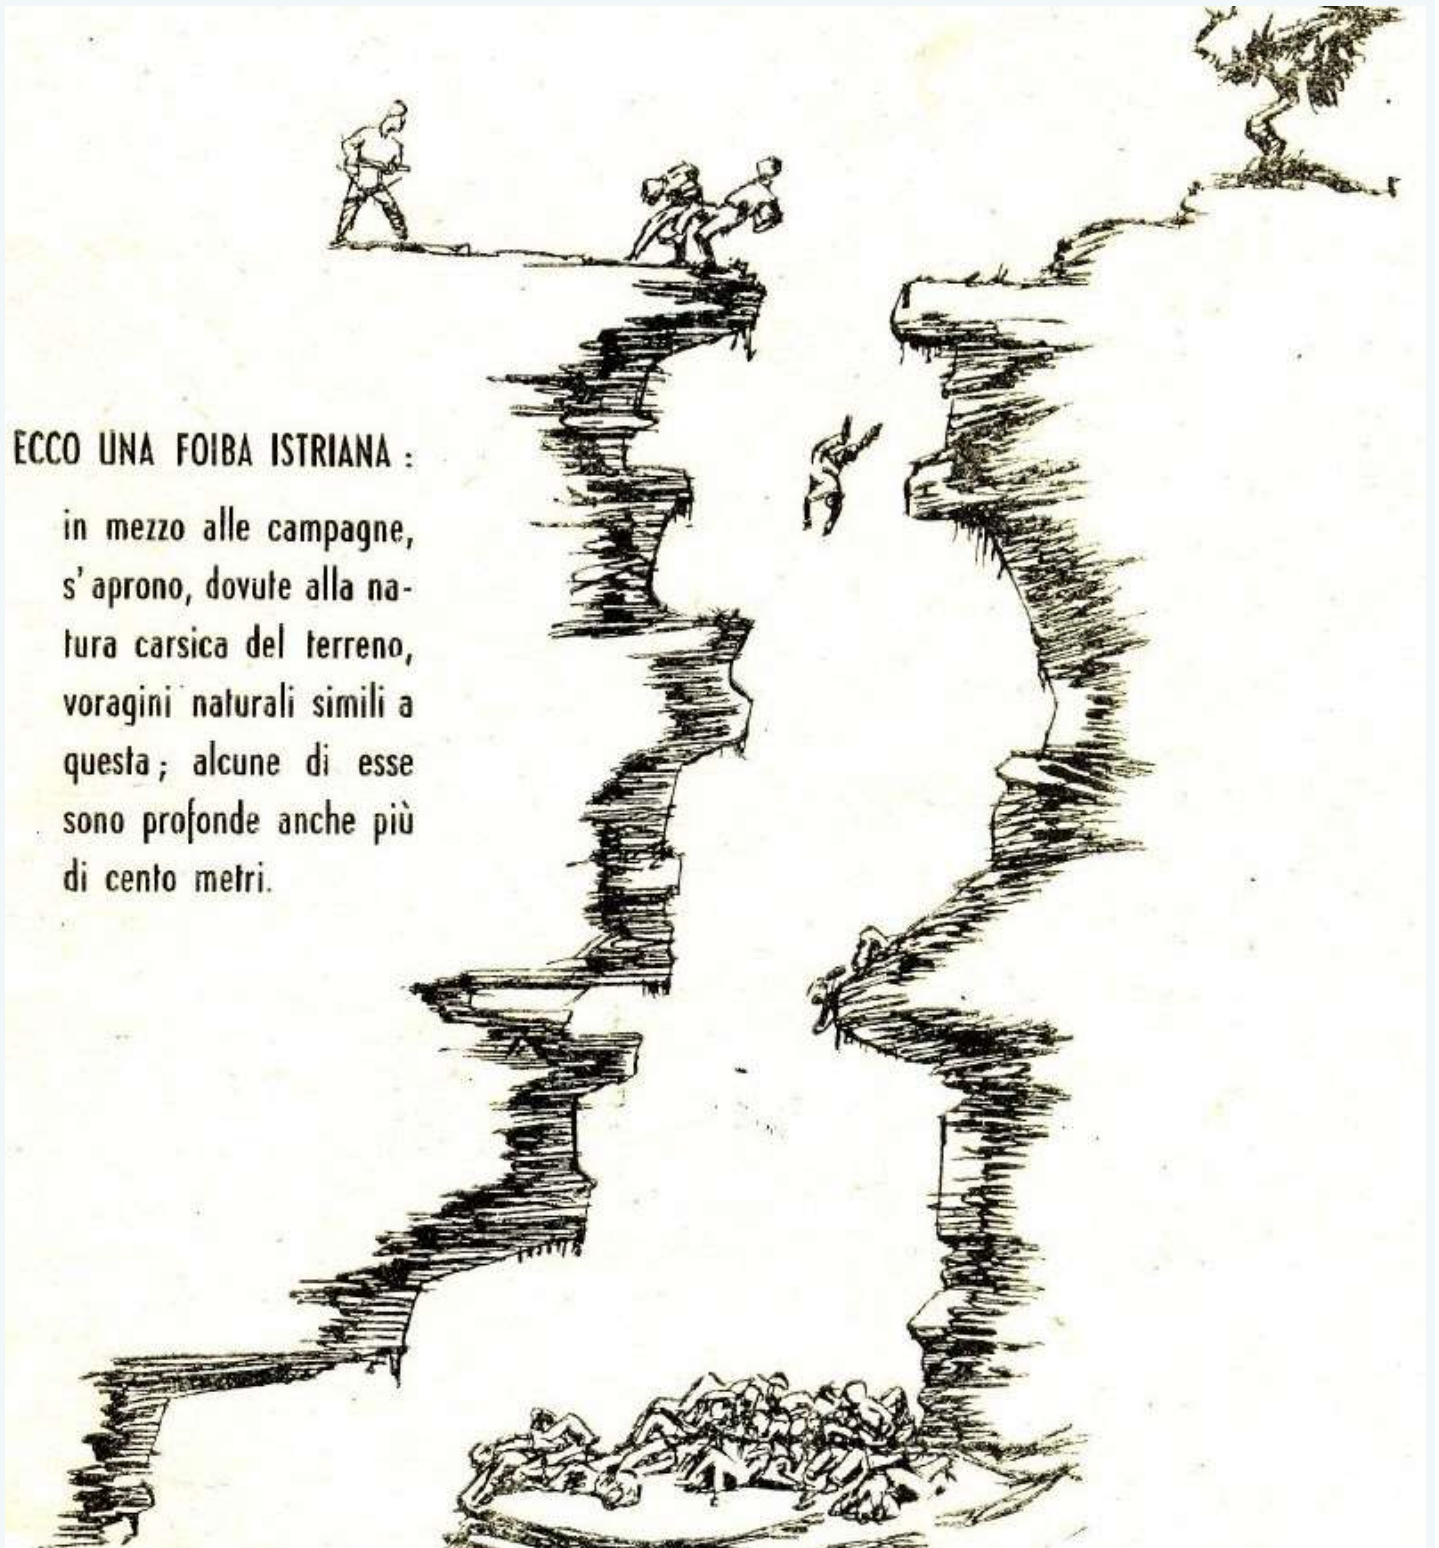 ECCO UNA FOIBA ISTRIANA :
in mezzo alle campagne,
s' aprono, dovute alla na-
tura carsica del terreno,
voragini naturali simili a
questa ; alcune di esse
sono profonde anche più
di cento metri.